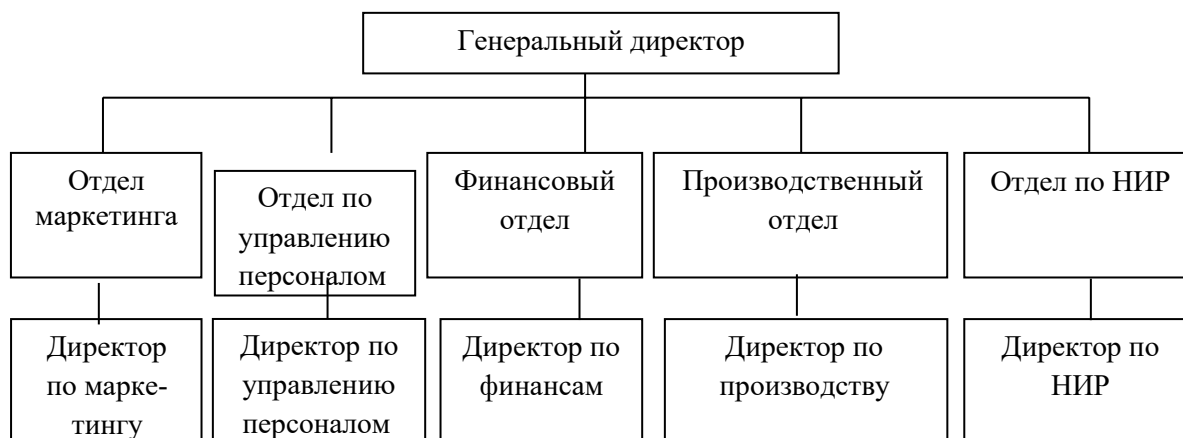 Генеральный директор
Отдел
маркетинга
Отдел по
управлению
персоналом
Финансовый
отдел
Производственный
отдел
Отдел по НИР
Директор
по марке-
тингу
Директор по
управлению
персоналом
Директор по
финансам
Директор по
производству
Директор по
НИР